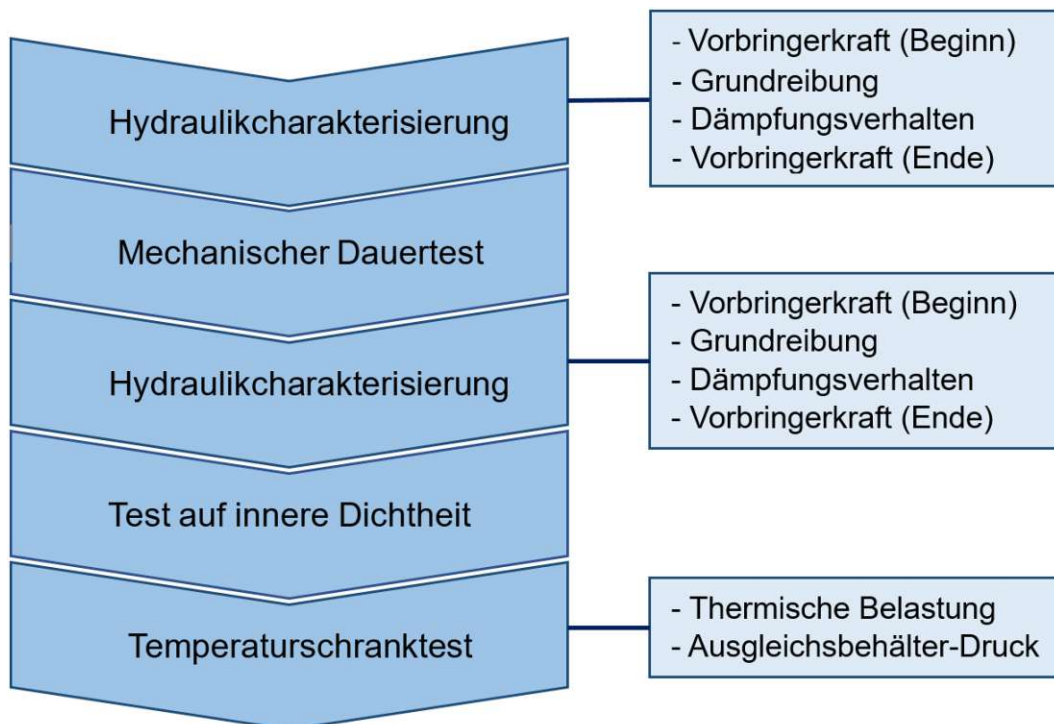 Hydraulikcharakterisierung
- Vorbringerkraft (Beginn)
- Grundreibung
- Dämpfungsverhalten
- Vorbringerkraft (Ende)
Mechanischer Dauertest
Hydraulikcharakterisierung
- Vorbringerkraft (Beginn)
- Grundreibung
- Dämpfungsverhalten
- Vorbringerkraft (Ende)
Test auf innere Dichtheit
Temperaturschranktest
- Thermische Belastung
- Ausgleichsbehälter-Druck